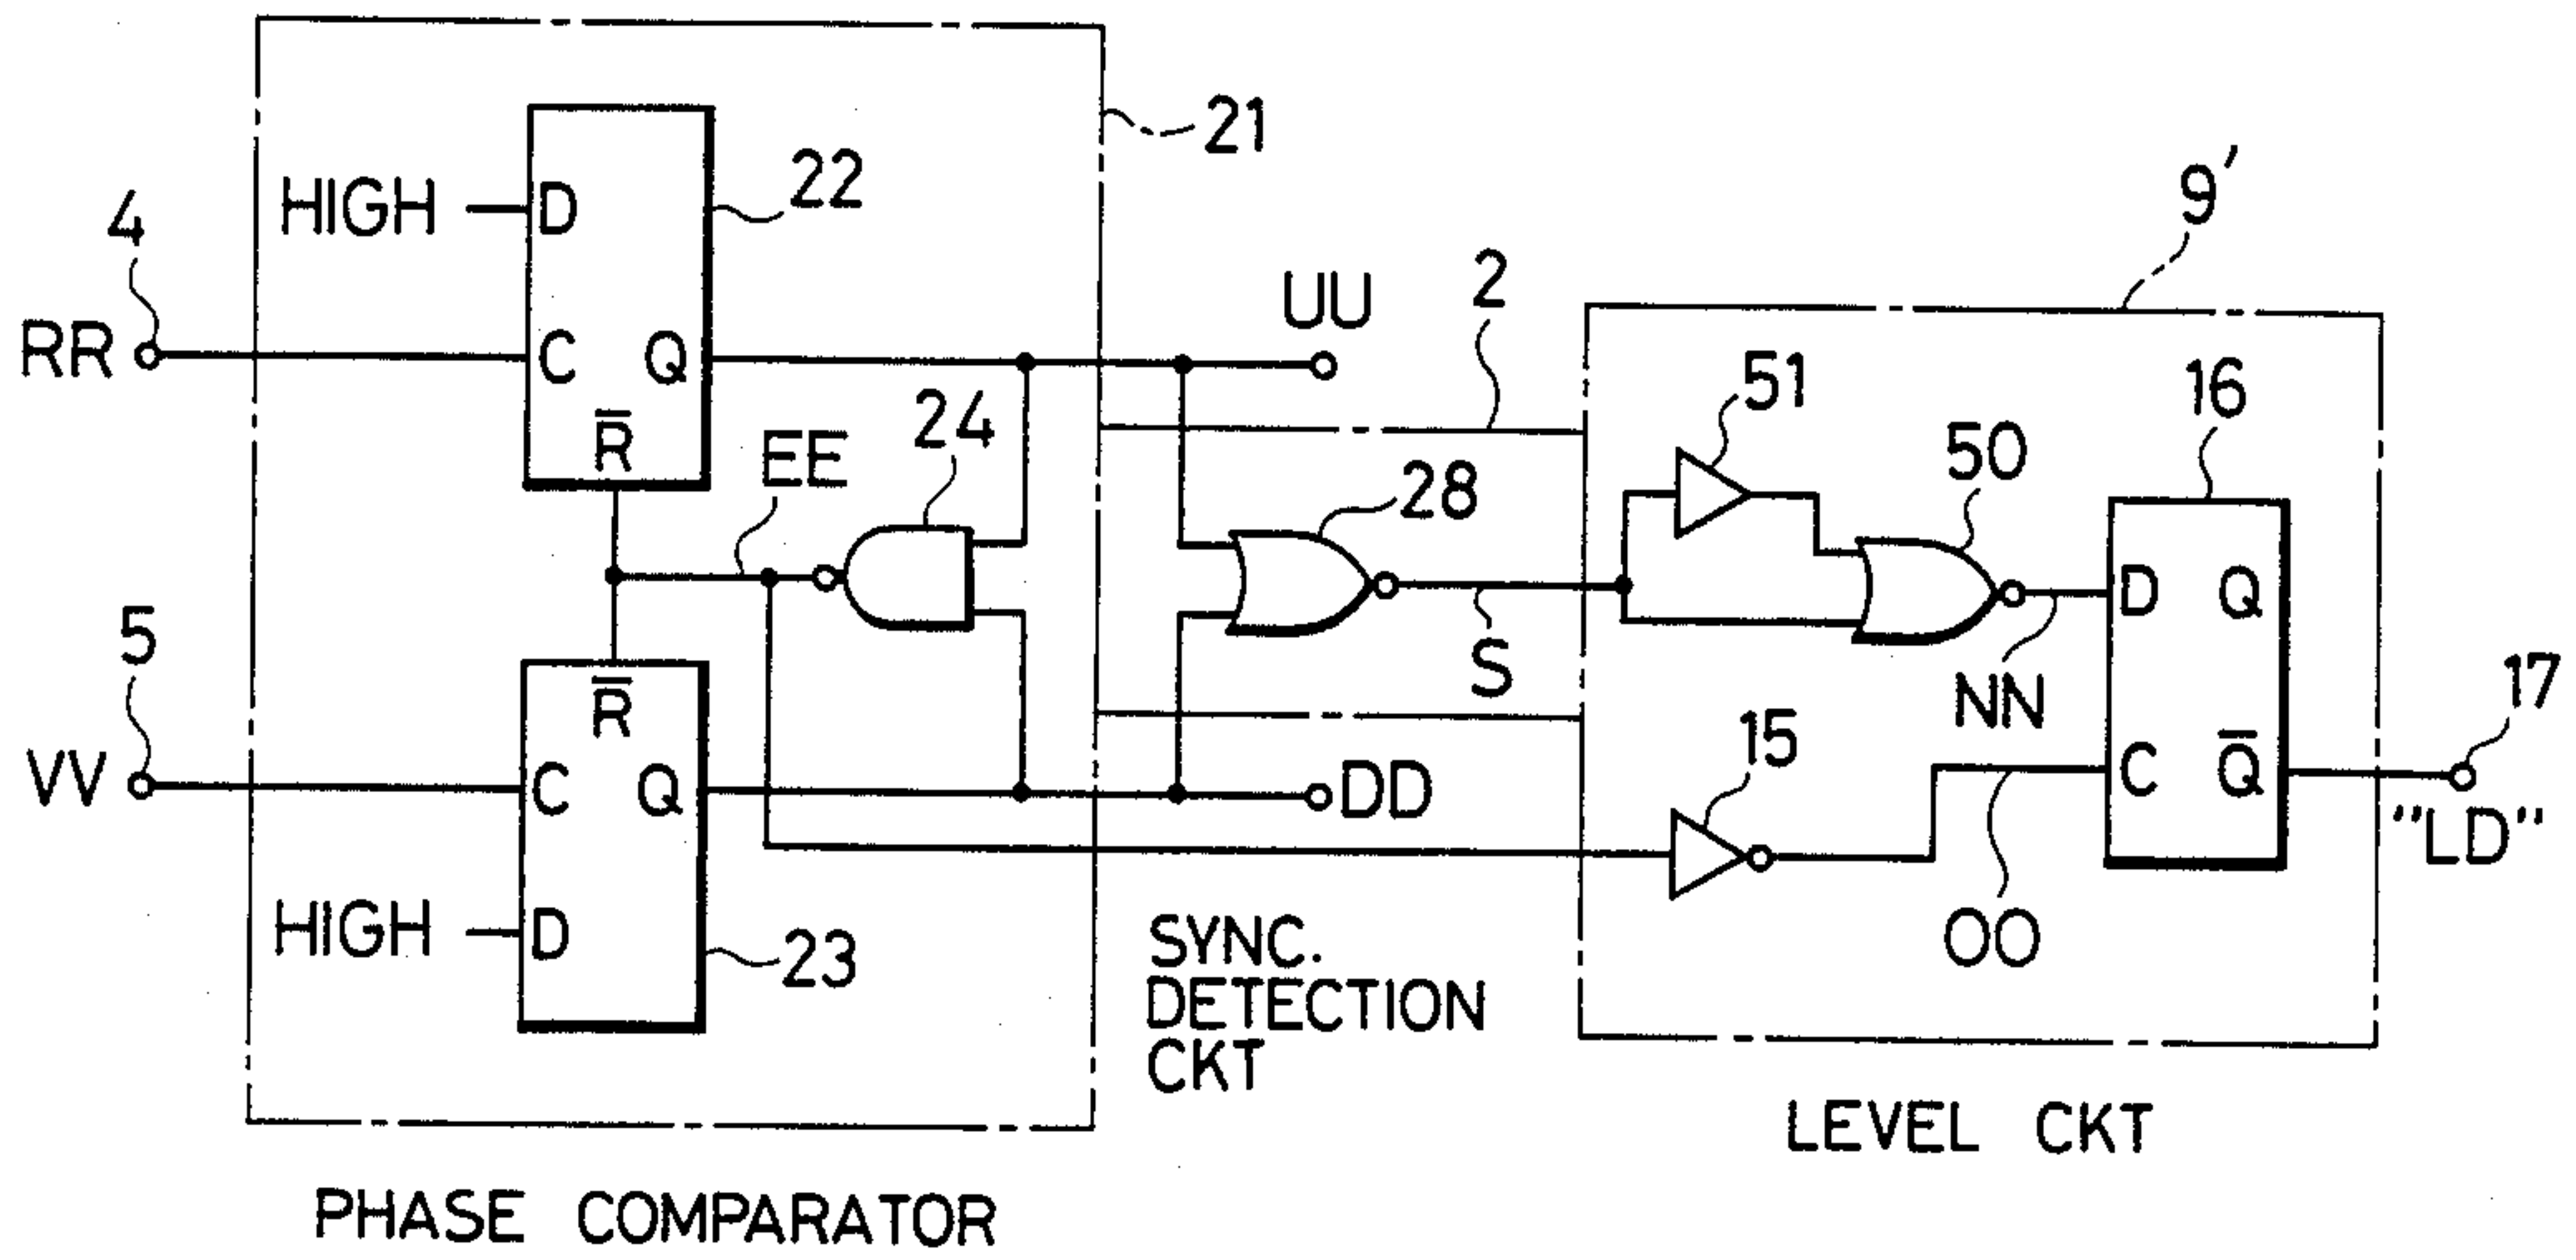 21
HIGH
D
22
4
9'
RR
C
Q
UU
2
R̅
EE
24
51
16
28
50
5
R̅
S
D
Q
NN
17
VV
C
Q
DD
15
C
Q̅
"LD"
HIGH
D
23
OO
SYNC.
DETECTION
CKT
LEVEL CKT
PHASE COMPARATOR